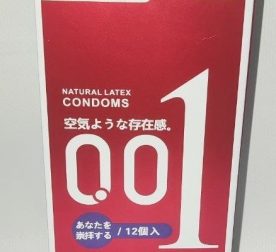 NATURAL LATEX
CONDOMS
空気ような存在感。
0.01
あなたを
崇拝する
/ 12個入